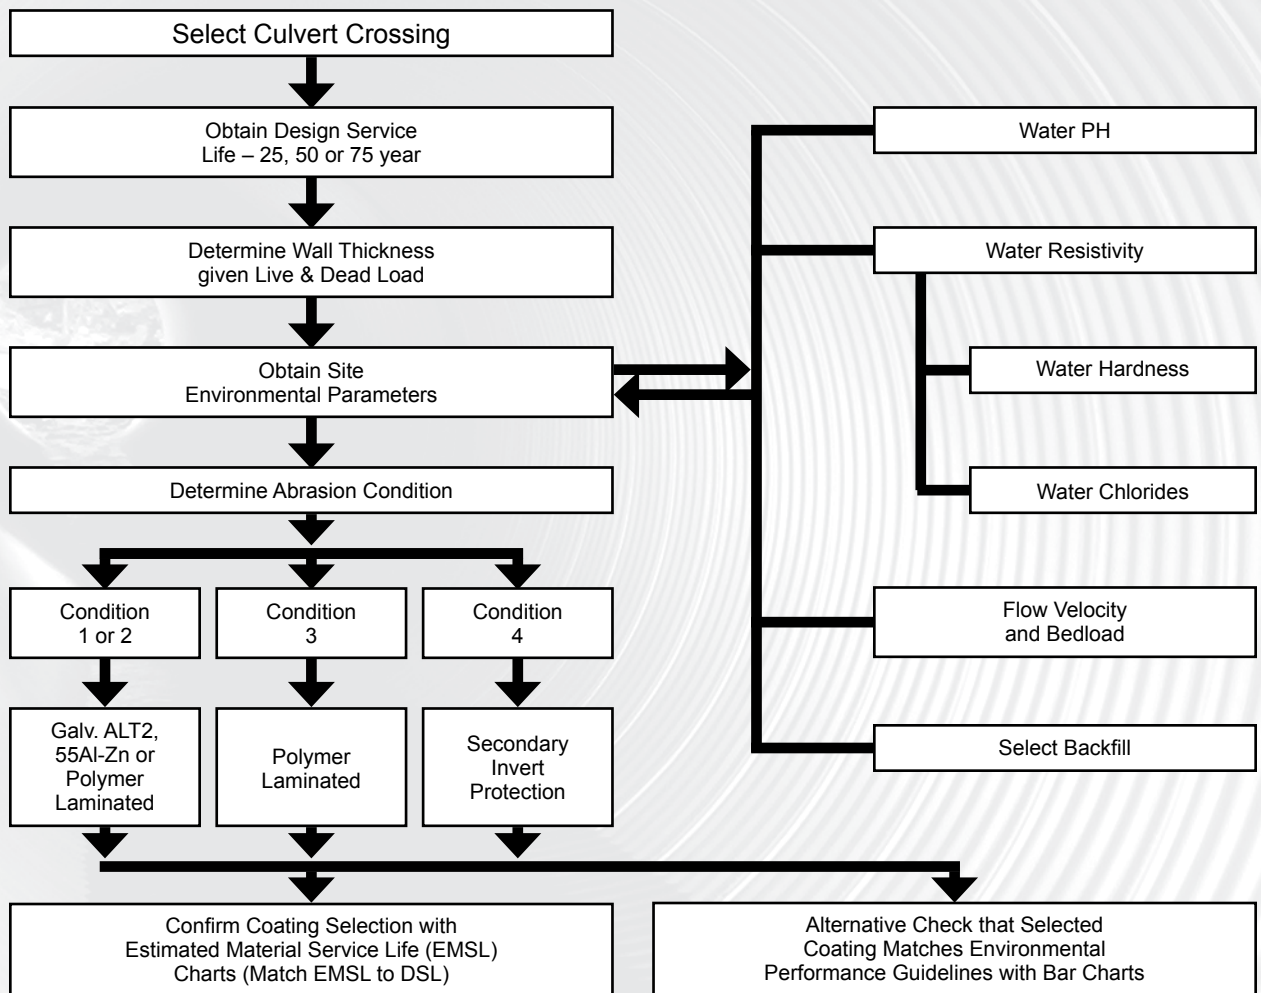 Select Culvert Crossing
Obtain Design Service
Life – 25, 50 or 75 year
Determine Wall Thickness
given Live & Dead Load
Obtain Site
Environmental Parameters
Determine Abrasion Condition
Condition
1 or 2
Condition
3
Condition
4
Galv. ALT2,
55Al-Zn or
Polymer
Laminated
Polymer
Laminated
Secondary
Invert
Protection
Confirm Coating Selection with
Estimated Material Service Life (EMSL)
Charts (Match EMSL to DSL)
Alternative Check that Selected
Coating Matches Environmental
Performance Guidelines with Bar Charts
Water PH
Water Resistivity
Water Hardness
Water Chlorides
Flow Velocity
and Bedload
Select Backfill